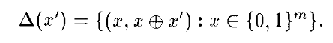 Δ(x′) = {(x, x ⊕ x′) : x ∈ {0, 1}ᵐ}.